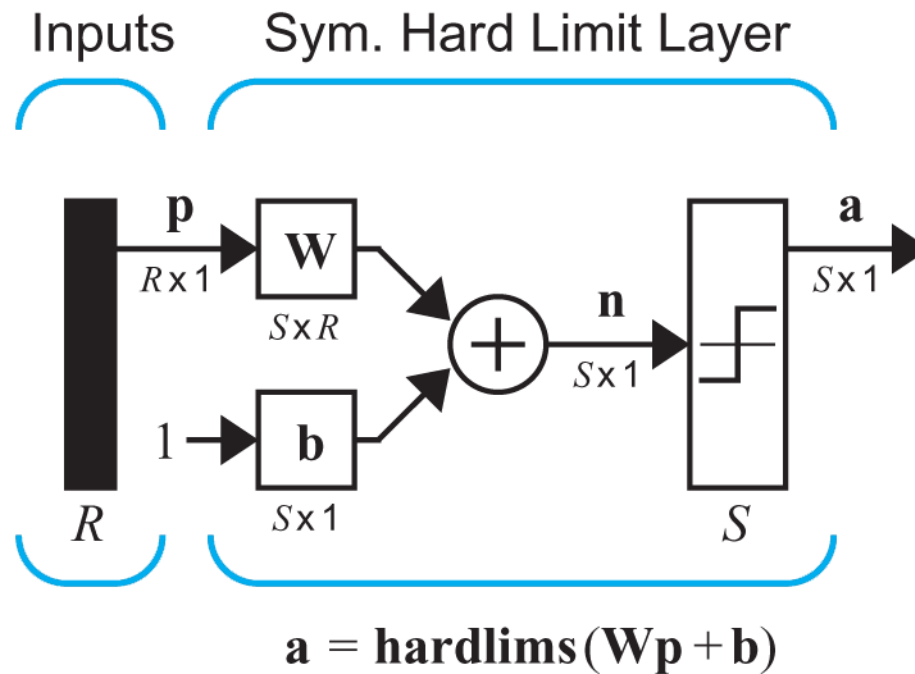 Inputs Sym. Hard Limit Layer
p a
W
R x 1 S x 1
n
S x R
S x 1
1 b
R S x 1 S
a = hardlims(Wp + b)